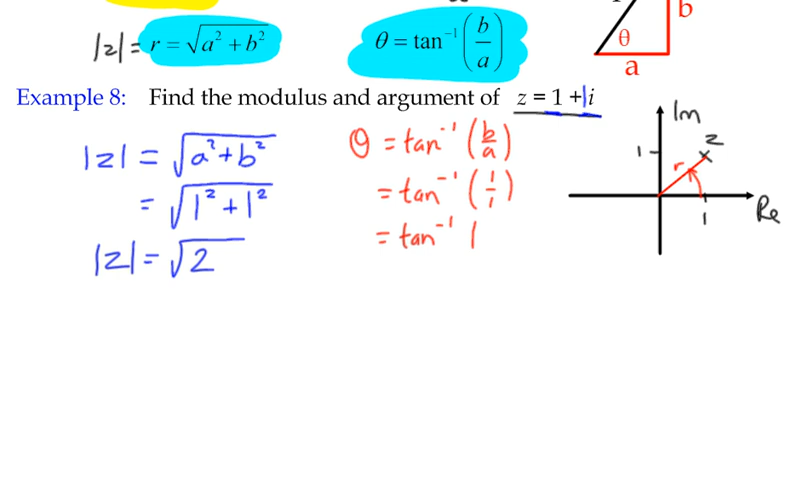 b
θ
a
|z| = r = √a² + b²
θ = tan⁻¹ (b/a)
Example 8: Find the modulus and argument of z = 1 + 1i
|z| = √a² + b²
= √1² + 1²
|z| = √2
θ = tan⁻¹ (b/a)
= tan⁻¹ (1/1)
= tan⁻¹ 1
Im
z
1
r
1
Re